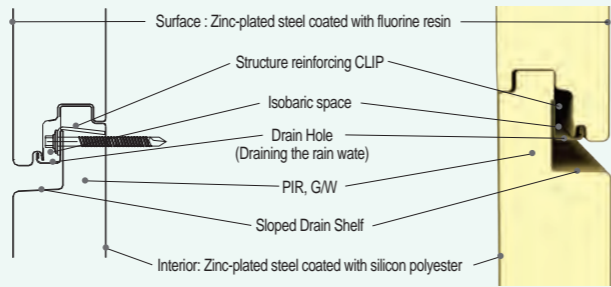 Surface : Zinc-plated steel coated with fluorine resin
Structure reinforcing CLIP
Isobaric space
Drain Hole
(Draining the rain wate)
PIR, G/W
Sloped Drain Shelf
Interior: Zinc-plated steel coated with silicon polyester